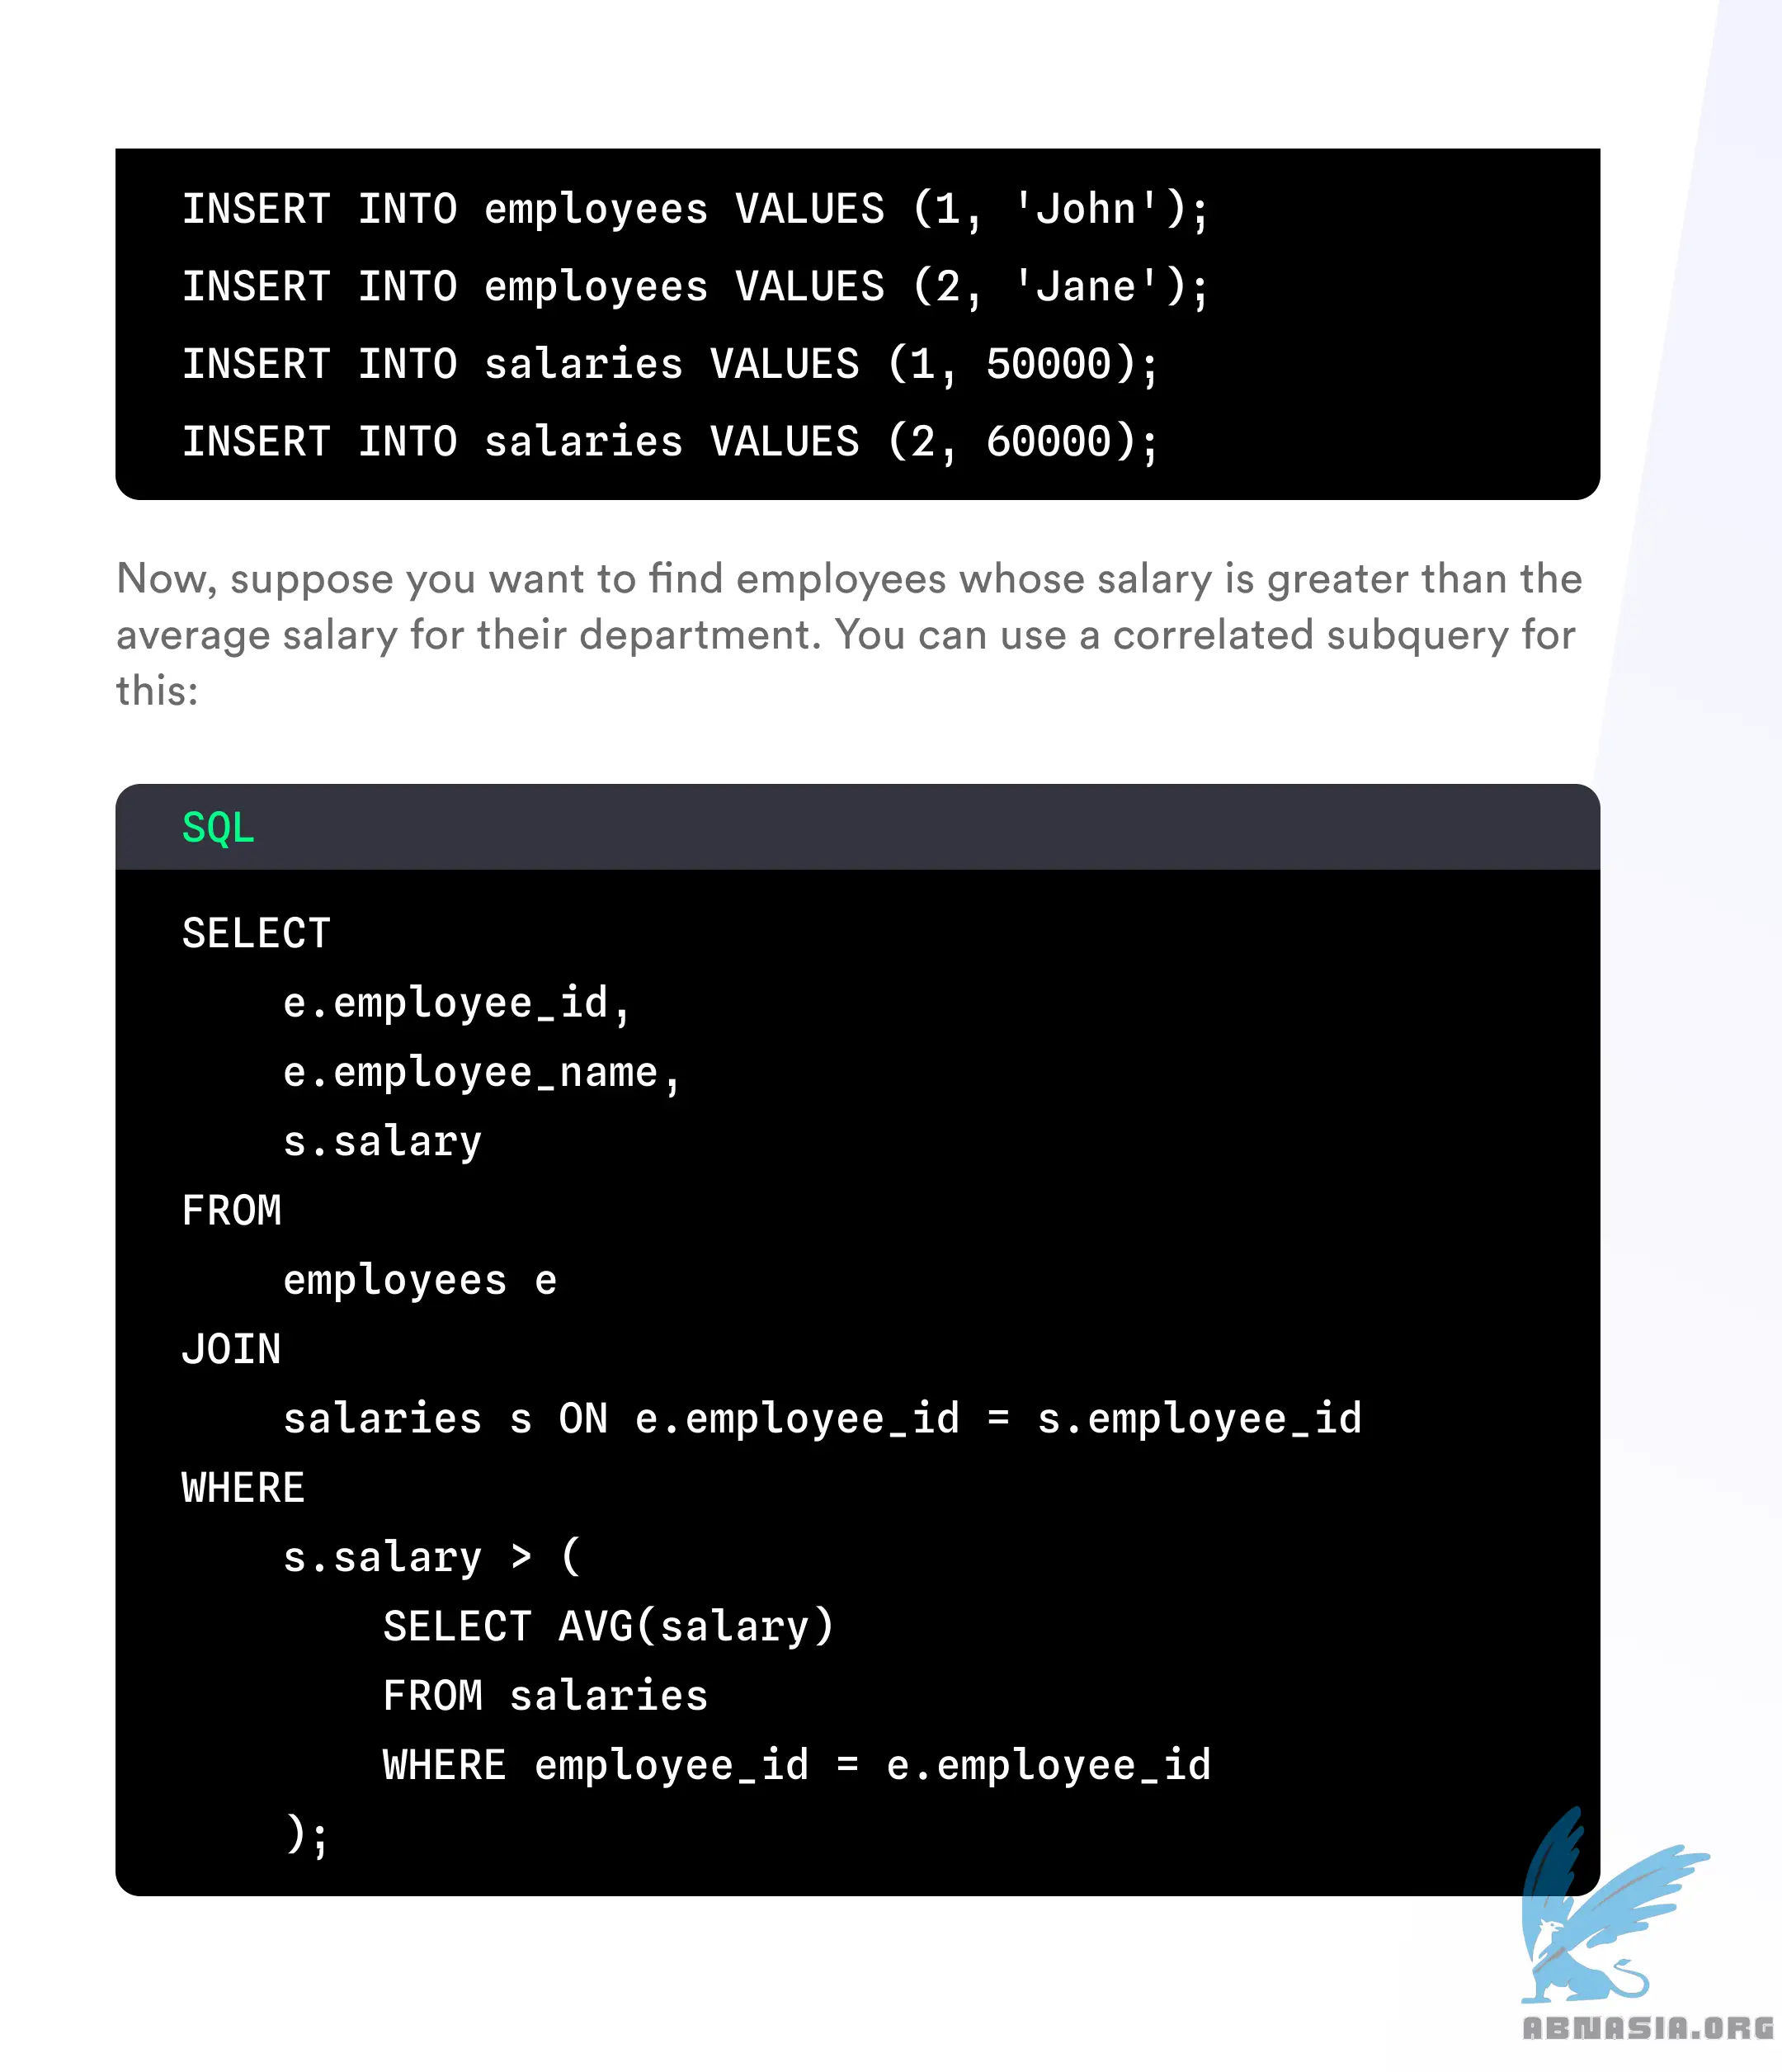 INSERT INTO employees VALUES (1, 'John');
INSERT INTO employees VALUES (2, 'Jane');
INSERT INTO salaries VALUES (1, 50000);
INSERT INTO salaries VALUES (2, 60000);
Now, suppose you want to find employees whose salary is greater than the
average salary for their department. You can use a correlated subquery for
this:
SQL
SELECT
    e.employee_id,
    e.employee_name,
    s.salary
FROM
    employees e
JOIN
    salaries s ON e.employee_id = s.employee_id
WHERE
    s.salary > (
        SELECT AVG(salary)
        FROM salaries
        WHERE employee_id = e.employee_id
    );
ABNASIA.ORG